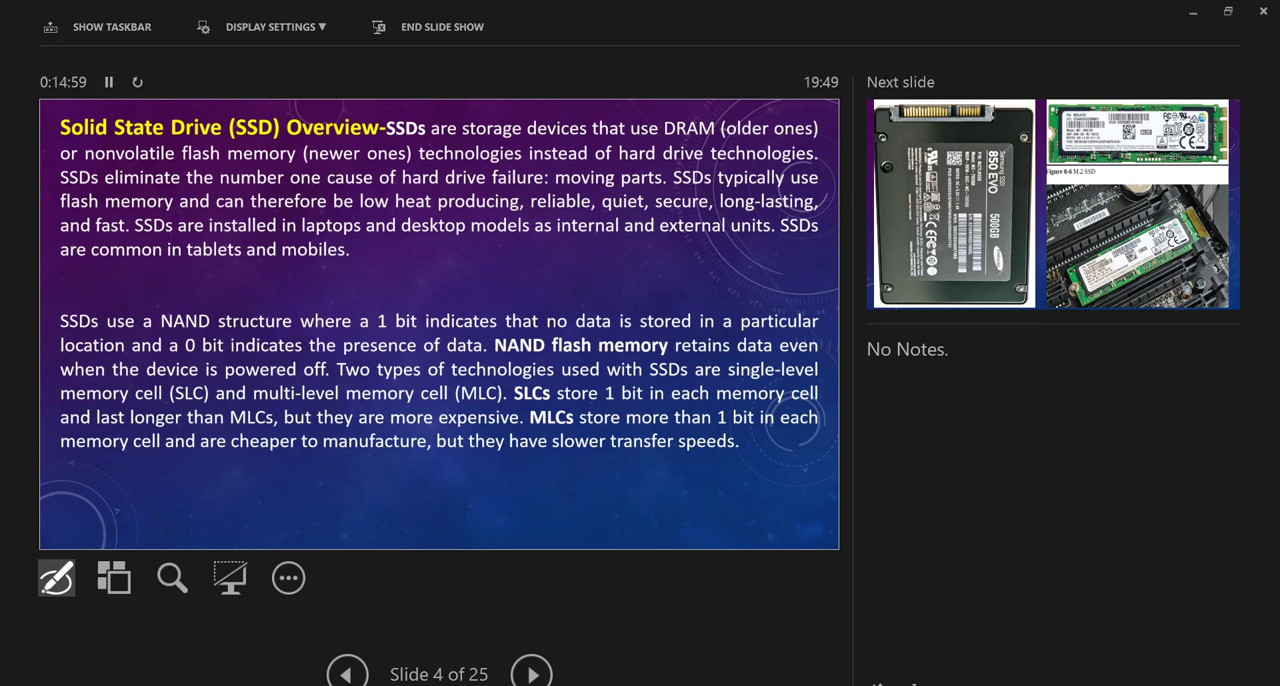 SHOW TASKBAR
DISPLAY SETTINGS ▼
END SLIDE SHOW
0:14:59
19:49
Solid State Drive (SSD) Overview-SSDs are storage devices that use DRAM (older ones)
or nonvolatile flash memory (newer ones) technologies instead of hard drive technologies.
SSDs eliminate the number one cause of hard drive failure: moving parts. SSDs typically use
flash memory and can therefore be low heat producing, reliable, quiet, secure, long-lasting,
and fast. SSDs are installed in laptops and desktop models as internal and external units. SSDs
are common in tablets and mobiles.
SSDs use a NAND structure where a 1 bit indicates that no data is stored in a particular
location and a 0 bit indicates the presence of data. NAND flash memory retains data even
when the device is powered off. Two types of technologies used with SSDs are single-level
memory cell (SLC) and multi-level memory cell (MLC). SLCs store 1 bit in each memory cell
and last longer than MLCs, but they are more expensive. MLCs store more than 1 bit in each
memory cell and are cheaper to manufacture, but they have slower transfer speeds.
Slide 4 of 25
Next slide
Samsung SSD
850 EVO
500GB
SAMSUNG
128GB
Figure 8-6 M.2 SSD
No Notes.